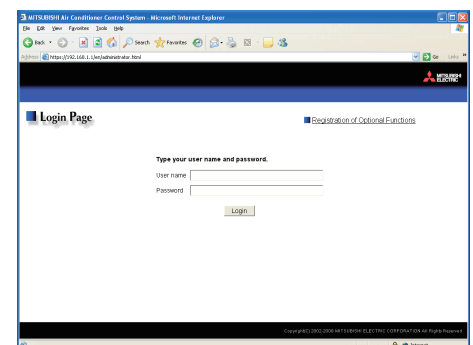 MITSUBISHI Air Conditioner Control System - Microsoft Internet Explorer
File Edit View Favorites Tools Help
Back Search Favorites
Address https://192.168.1.1/en/administrator.html Go Links »
MITSUBISHI
ELECTRIC
Login Page
Registration of Optional Functions
Type your user name and password.
User name
Password
Login
Copyright(C) 2002-2008 MITSUBISHI ELECTRIC CORPORATION All Rights Reserved
Internet